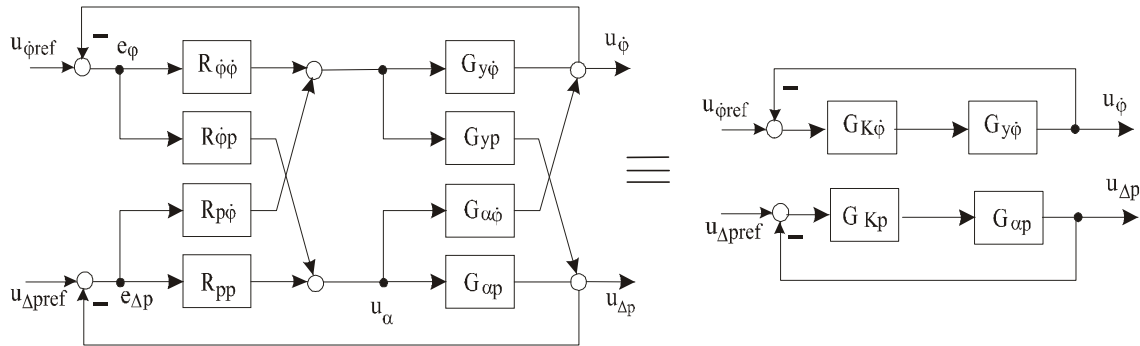 u_φ̇ref
−
e_φ
R_φ̇φ̇
G_yφ̇
u_φ̇
R_φ̇p
G_yp
R_pφ̇
G_αφ̇
u_Δpref
−
e_Δp
R_pp
u_α
G_αp
u_Δp
≡
u_φ̇ref
−
G_Kφ̇
G_yφ̇
u_φ̇
u_Δpref
−
G_Kp
G_αp
u_Δp